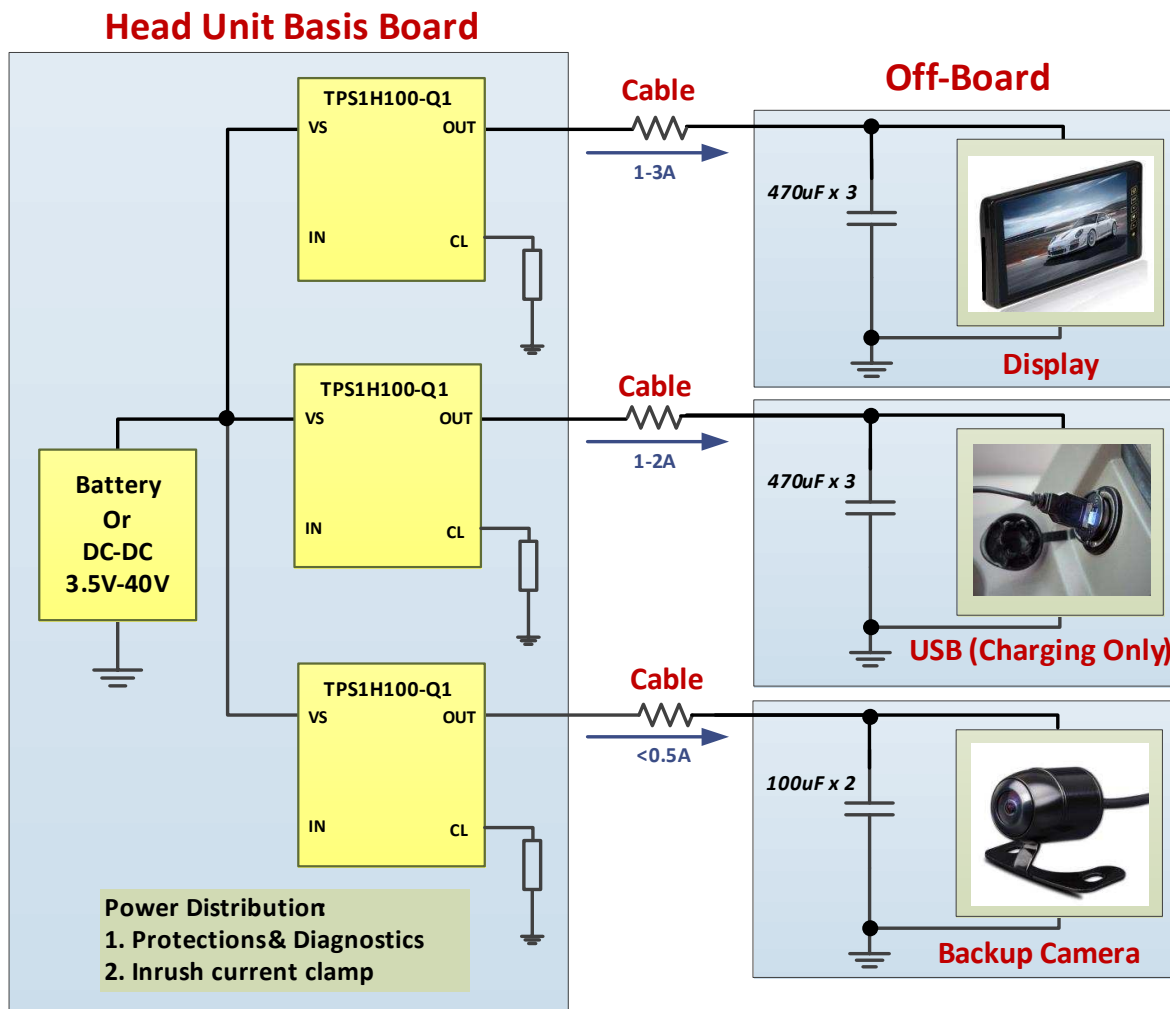 Head Unit Basis Board
TPS1H100-Q1
VS
OUT
IN
CL
Cable
1-3A
Off-Board
470uF x 3
Display
TPS1H100-Q1
VS
OUT
IN
CL
Cable
1-2A
470uF x 3
USB (Charging Only)
Battery
Or
DC-DC
3.5V-40V
TPS1H100-Q1
VS
OUT
IN
CL
Cable
<0.5A
100uF x 2
Backup Camera
Power Distribution:
1. Protections& Diagnostics
2. Inrush current clamp